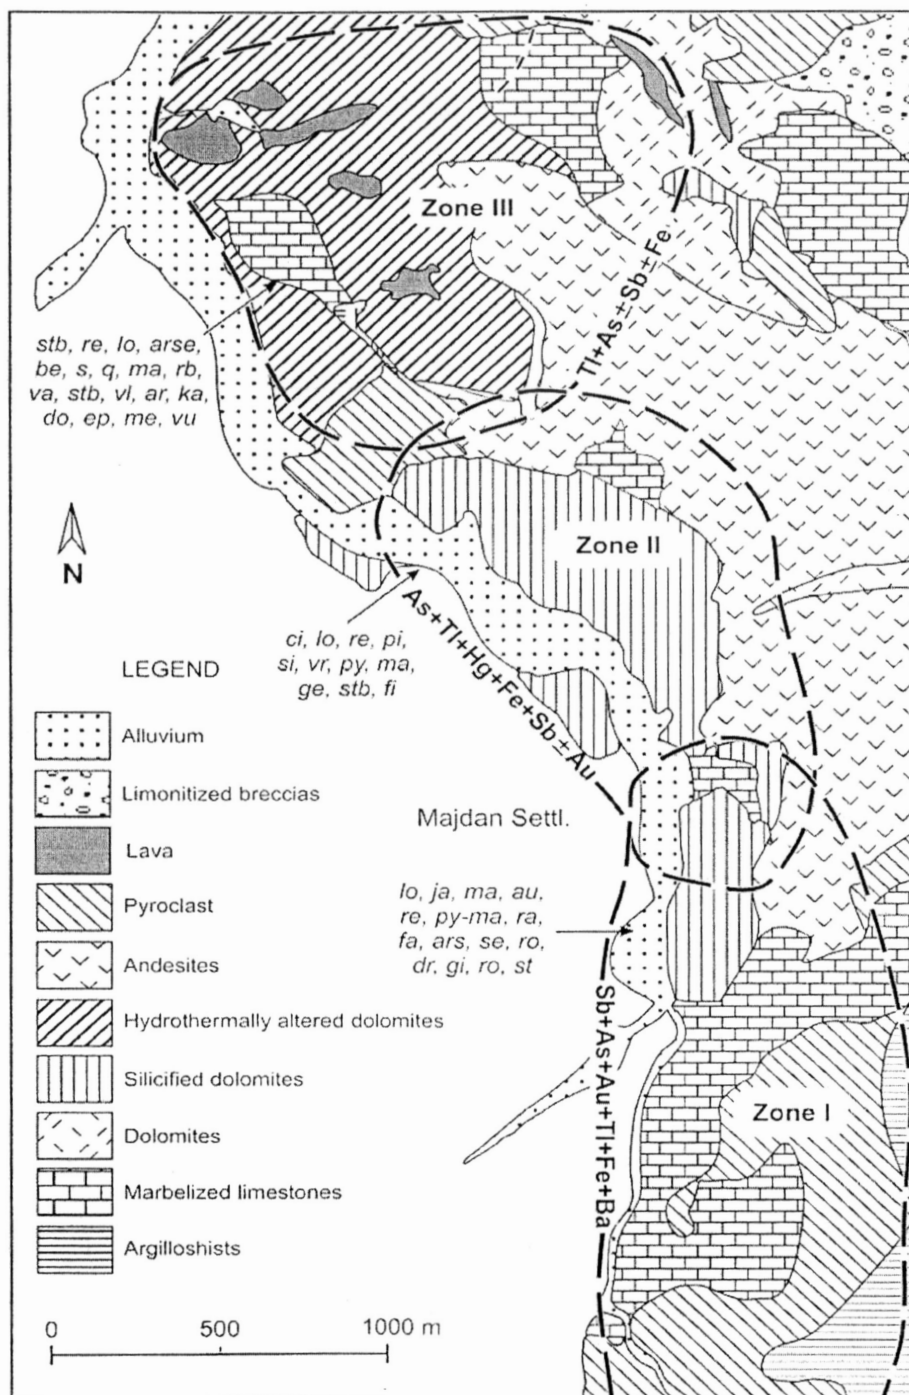 Zone III
Tl+As±Sb±Fe
stb, re, lo, arse,
be, s, q, ma, rb,
va, stb, vl, ar, ka,
do, ep, me, vu
N
Zone II
As+Tl+Hg+Fe+Sb±Au
ci, lo, re, pi,
si, vr, py, ma,
ge, stb, fi
LEGEND
Alluvium
Limonitized breccias
Lava
Pyroclast
Andesites
Hydrothermally altered dolomites
Silicified dolomites
Dolomites
Marbelized limestones
Argilloshists
Majdan Settl.
lo, ja, ma, au,
re, py-ma, ra,
fa, ars, se, ro,
dr, gi, ro, st
Sb+As+Au+Tl+Fe+Ba
Zone I
0 500 1000 m